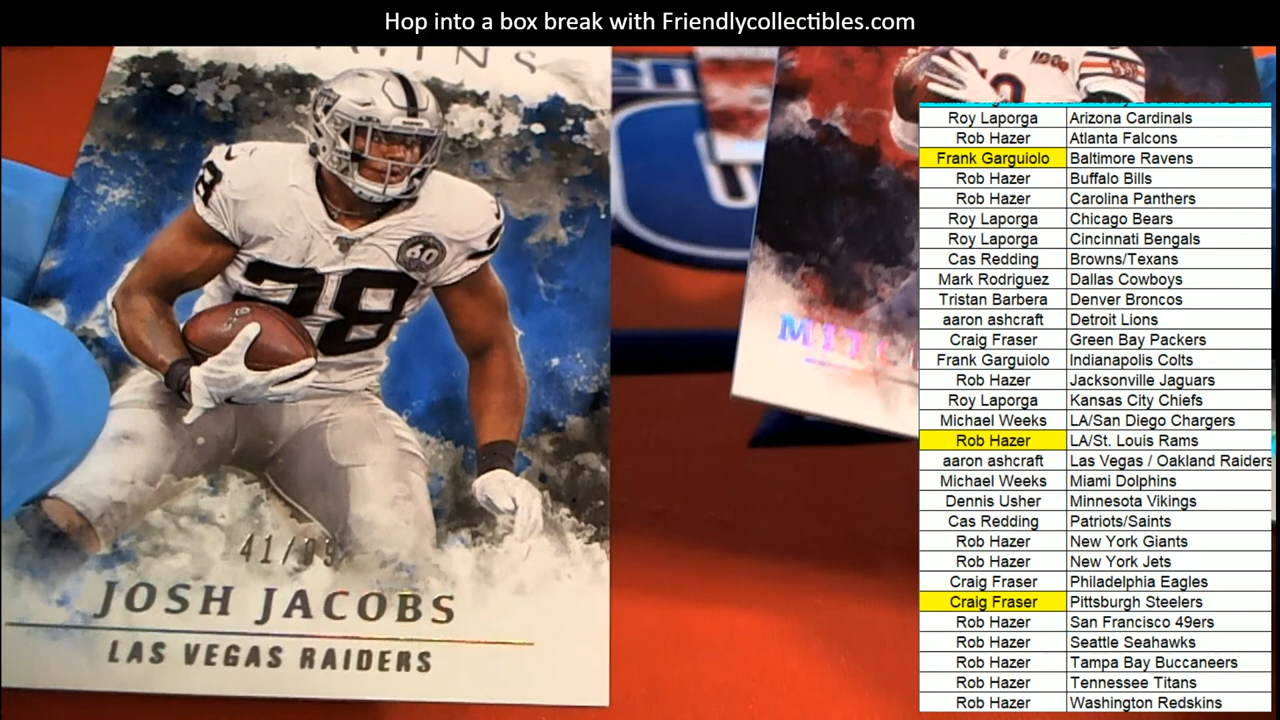 Hop into a box break with Friendlycollectibles.com
28
60
28
41/99
JOSH JACOBS
LAS VEGAS RAIDERS
100
Roy Laporga Arizona Cardinals
Rob Hazer Atlanta Falcons
Frank Garguiolo Baltimore Ravens
Rob Hazer Buffalo Bills
Rob Hazer Carolina Panthers
Roy Laporga Chicago Bears
Roy Laporga Cincinnati Bengals
Cas Redding Browns/Texans
Mark Rodriguez Dallas Cowboys
Tristan Barbera Denver Broncos
aaron ashcraft Detroit Lions
Craig Fraser Green Bay Packers
Frank Garguiolo Indianapolis Colts
Rob Hazer Jacksonville Jaguars
Roy Laporga Kansas City Chiefs
Michael Weeks LA/San Diego Chargers
Rob Hazer LA/St. Louis Rams
aaron ashcraft Las Vegas / Oakland Raiders
Michael Weeks Miami Dolphins
Dennis Usher Minnesota Vikings
Cas Redding Patriots/Saints
Rob Hazer New York Giants
Rob Hazer New York Jets
Craig Fraser Philadelphia Eagles
Craig Fraser Pittsburgh Steelers
Rob Hazer San Francisco 49ers
Rob Hazer Seattle Seahawks
Rob Hazer Tampa Bay Buccaneers
Rob Hazer Tennessee Titans
Rob Hazer Washington Redskins